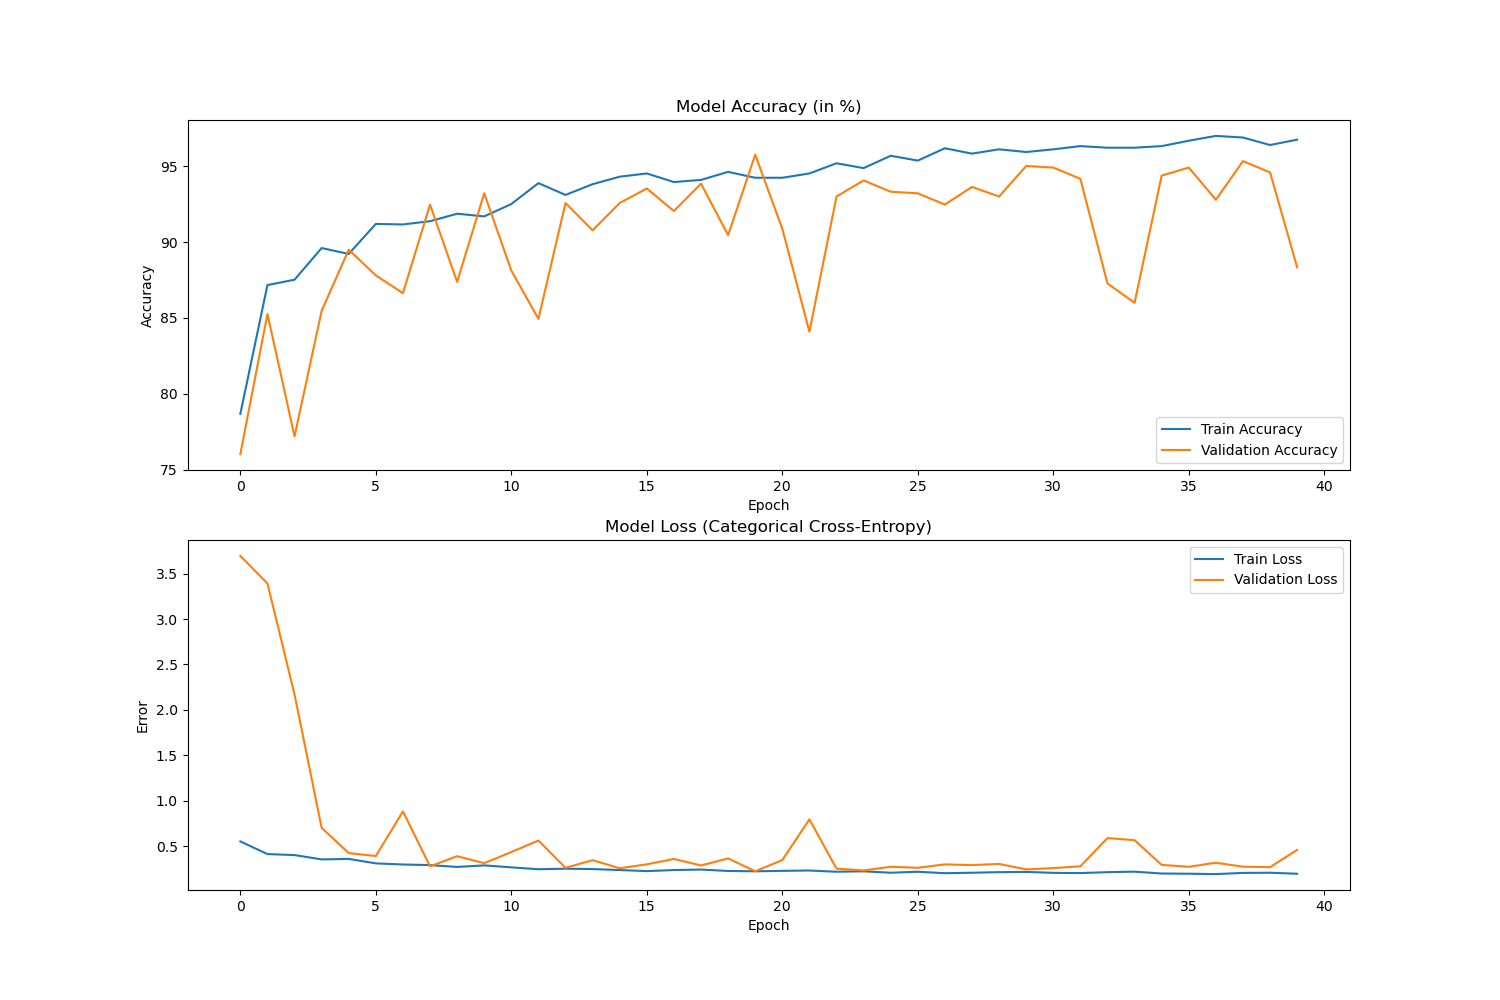 Model Accuracy (in %)
95
90
85
80
75
Accuracy
Train Accuracy
Validation Accuracy
0 5 10 15 20 25 30 35 40
Epoch
Model Loss (Categorical Cross-Entropy)
3.5
3.0
2.5
2.0
1.5
1.0
0.5
Error
Train Loss
Validation Loss
0 5 10 15 20 25 30 35 40
Epoch